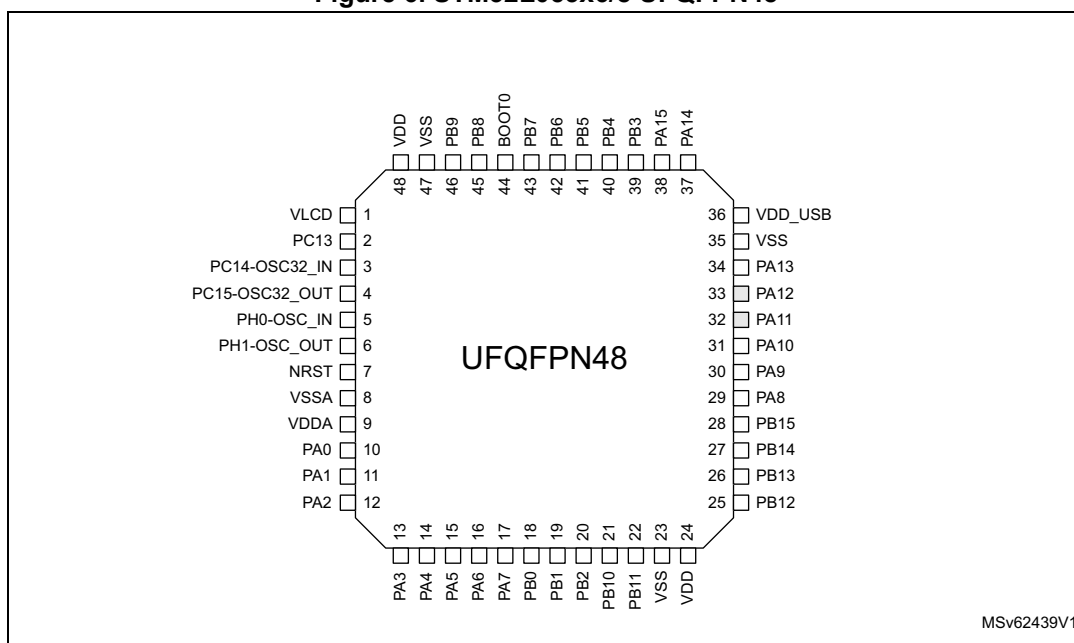 VDD
VSS
PB9
PB8
BOOT0
PB7
PB6
PB5
PB4
PB3
PA15
PA14
48
47
46
45
44
43
42
41
40
39
38
37
VLCD 1
PC13 2
PC14-OSC32_IN 3
PC15-OSC32_OUT 4
PH0-OSC_IN 5
PH1-OSC_OUT 6
NRST 7
VSSA 8
VDDA 9
PA0 10
PA1 11
PA2 12
UFQFPN48
36 VDD_USB
35 VSS
34 PA13
33 PA12
32 PA11
31 PA10
30 PA9
29 PA8
28 PB15
27 PB14
26 PB13
25 PB12
13
14
15
16
17
18
19
20
21
22
23
24
PA3
PA4
PA5
PA6
PA7
PB0
PB1
PB2
PB10
PB11
VSS
VDD
MSv62439V1